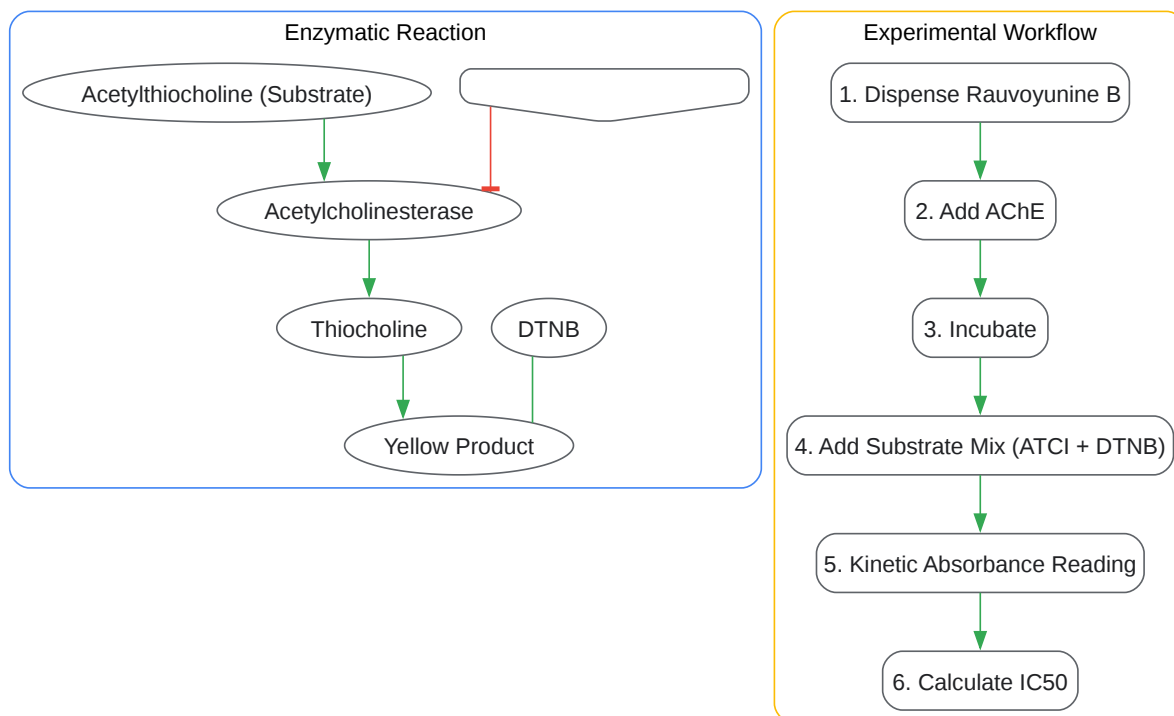 Enzymatic Reaction
Acetylthiocholine (Substrate)
Acetylcholinesterase
Thiocholine
DTNB
Yellow Product
Experimental Workflow
1. Dispense Rauvoyunine B
2. Add AChE
3. Incubate
4. Add Substrate Mix (ATCI + DTNB)
5. Kinetic Absorbance Reading
6. Calculate IC50